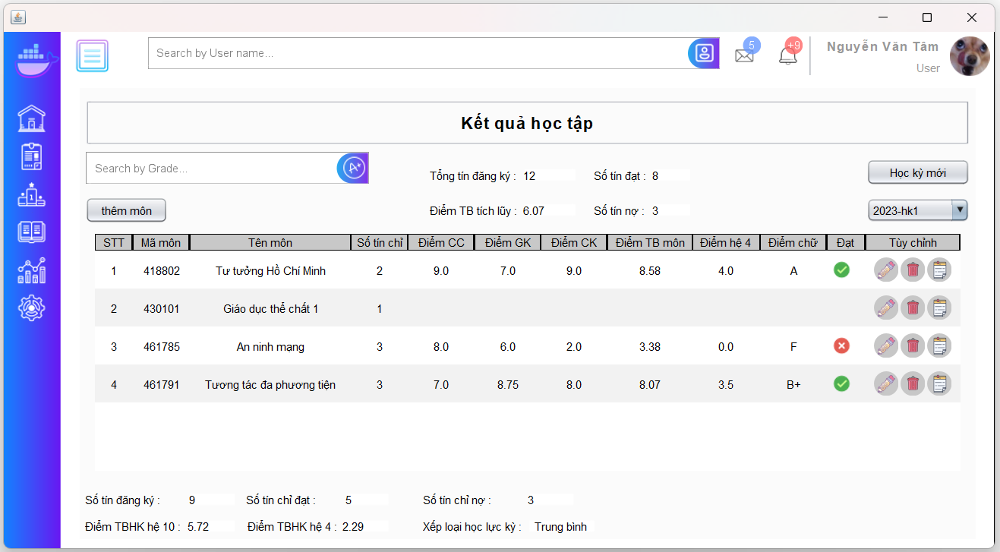 Search by User name...
5
+9
Nguyễn Văn Tâm
User
Kết quả học tập
Search by Grade...
A+
Tổng tín đăng ký : 12 Số tín đạt : 8
Học kỳ mới
thêm môn
Điểm TB tích lũy : 6.07 Số tín nợ : 3
2023-hk1
STT Mã môn Tên môn Số tín chỉ Điểm CC Điểm GK Điểm CK Điểm TB môn Điểm hệ 4 Điểm chữ Đạt Tùy chỉnh
1 418802 Tư tưởng Hồ Chí Minh 2 9.0 7.0 9.0 8.58 4.0 A
2 430101 Giáo dục thể chất 1 1
3 461785 An ninh mạng 3 8.0 6.0 2.0 3.38 0.0 F
4 461791 Tương tác đa phương tiện 3 7.0 8.75 8.0 8.07 3.5 B+
Số tín đăng ký : 9 Số tín chỉ đạt : 5 Số tín chỉ nợ : 3
Điểm TBHK hệ 10 : 5.72 Điểm TBHK hệ 4 : 2.29 Xếp loại học lực kỳ : Trung bình